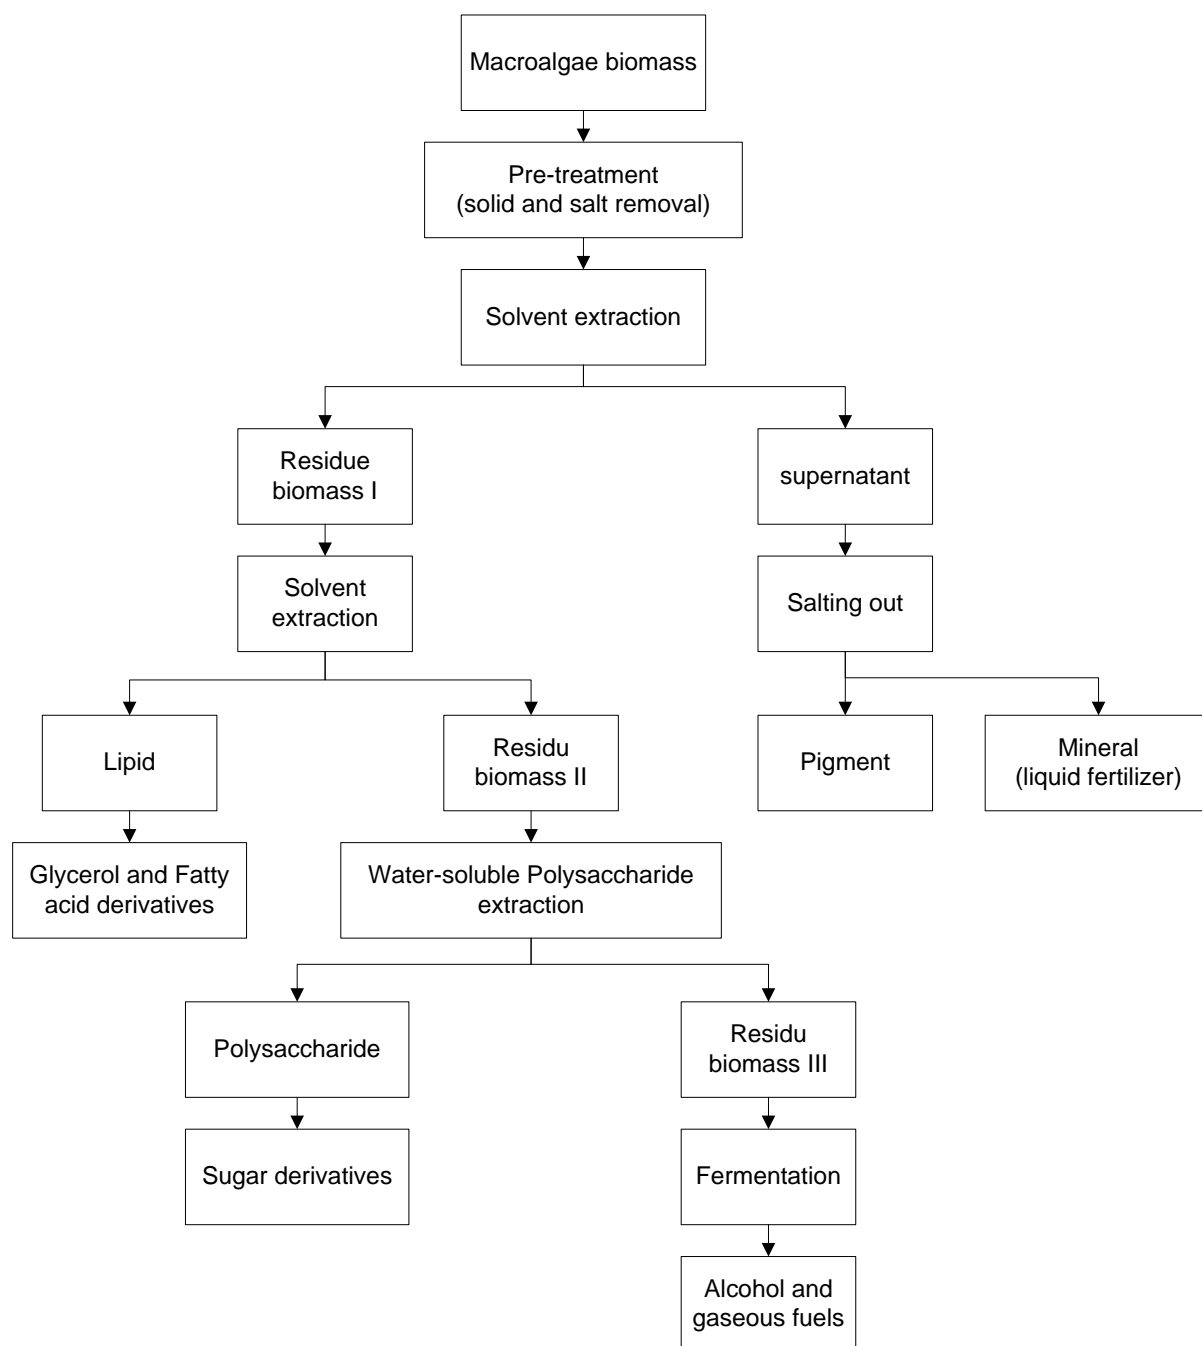 Macroalgae biomass
Pre-treatment
(solid and salt removal)
Solvent extraction
Residue
biomass I
supernatant
Solvent
extraction
Salting out
Lipid
Residu
biomass II
Pigment
Mineral
(liquid fertilizer)
Glycerol and Fatty
acid derivatives
Water-soluble Polysaccharide
extraction
Polysaccharide
Residu
biomass III
Sugar derivatives
Fermentation
Alcohol and
gaseous fuels